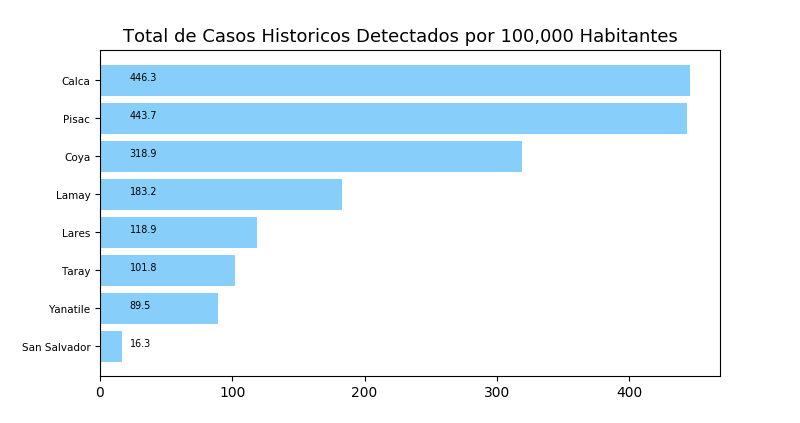 Total de Casos Historicos Detectados por 100,000 Habitantes
Calca 446.3
Pisac 443.7
Coya 318.9
Lamay 183.2
Lares 118.9
Taray 101.8
Yanatile 89.5
San Salvador 16.3
0 100 200 300 400